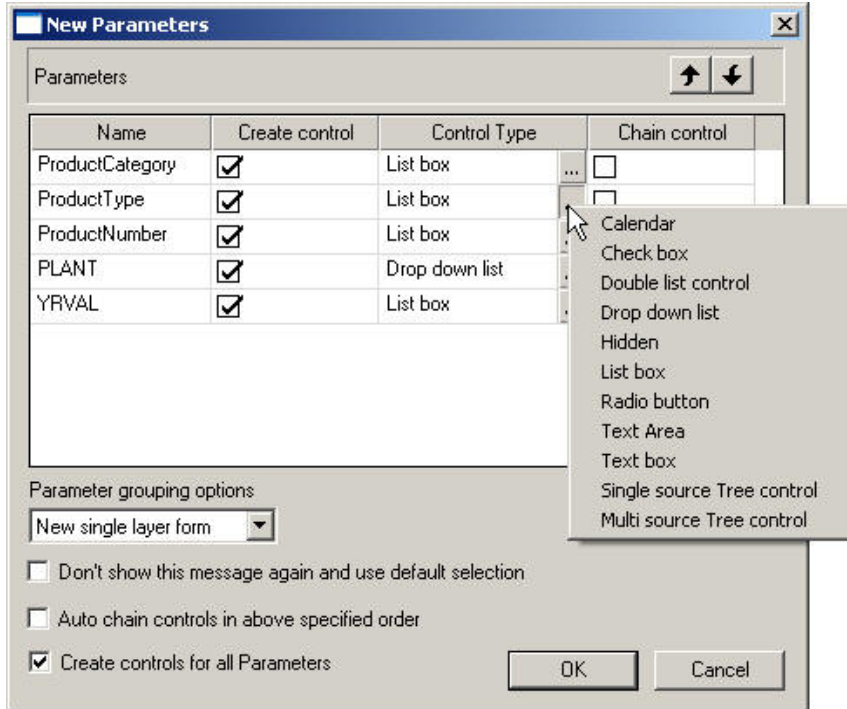 New Parameters
Parameters
Name Create control Control Type Chain control
ProductCategory List box ...
ProductType List box
ProductNumber List box
PLANT Drop down list
YRVAL List box
Calendar
Check box
Double list control
Drop down list
Hidden
List box
Radio button
Text Area
Text box
Single source Tree control
Multi source Tree control
Parameter grouping options
New single layer form
Don't show this message again and use default selection
Auto chain controls in above specified order
Create controls for all Parameters
OK Cancel